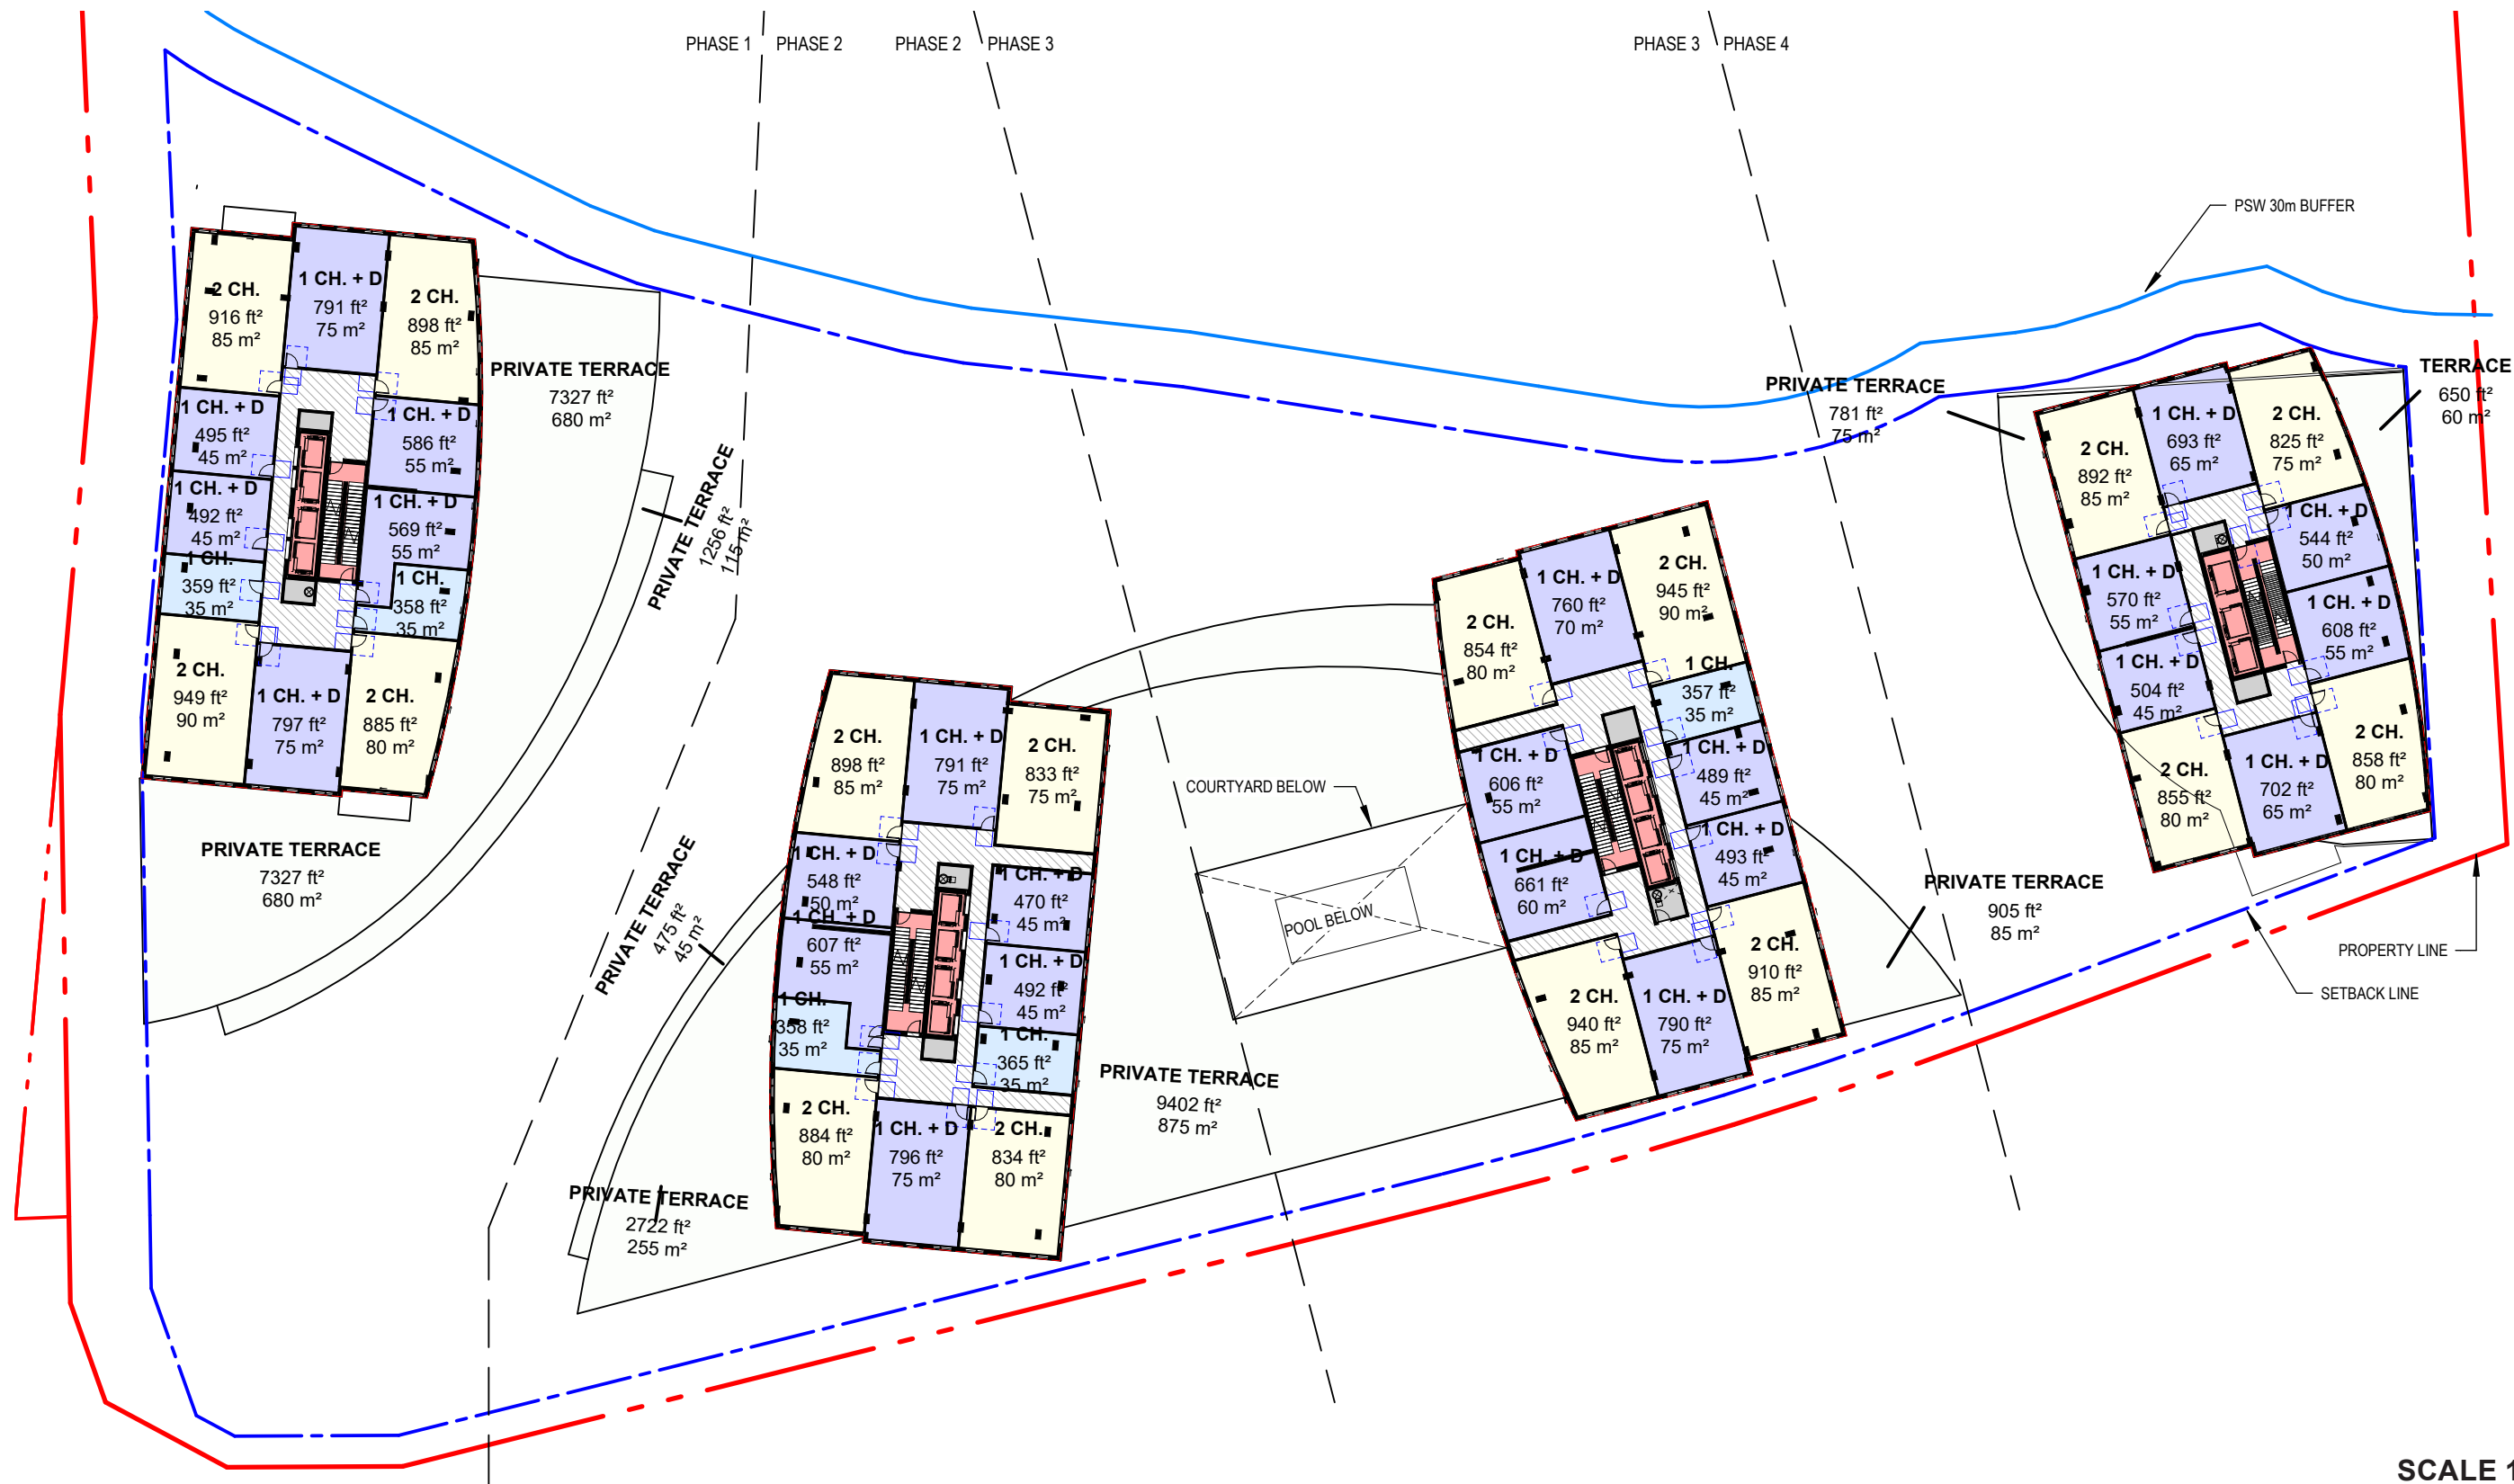 PHASE 1
PHASE 2
PHASE 2
PHASE 3
PHASE 3
PHASE 4
PSW 30m BUFFER
2 CH.
916 ft²
85 m²
1 CH. + D
791 ft²
75 m²
2 CH.
898 ft²
85 m²
1 CH. + D
495 ft²
45 m²
1 CH. + D
586 ft²
55 m²
1 CH. + D
492 ft²
45 m²
1 CH. + D
569 ft²
55 m²
1 CH.
359 ft²
35 m²
1 CH.
358 ft²
35 m²
2 CH.
949 ft²
90 m²
1 CH. + D
797 ft²
75 m²
2 CH.
885 ft²
80 m²
PRIVATE TERRACE
7327 ft²
680 m²
PRIVATE TERRACE
1256 ft²
115 m²
PRIVATE TERRACE
7327 ft²
680 m²
2 CH.
898 ft²
85 m²
1 CH. + D
791 ft²
75 m²
2 CH.
833 ft²
75 m²
1 CH. + D
548 ft²
50 m²
1 CH. + D
470 ft²
45 m²
1 CH. + D
607 ft²
55 m²
1 CH. + D
492 ft²
45 m²
1 CH.
358 ft²
35 m²
1 CH.
365 ft²
35 m²
2 CH.
884 ft²
80 m²
1 CH. + D
796 ft²
75 m²
2 CH.
834 ft²
80 m²
PRIVATE TERRACE
475 ft²
45 m²
PRIVATE TERRACE
2722 ft²
255 m²
PRIVATE TERRACE
9402 ft²
875 m²
COURTYARD BELOW
POOL BELOW
2 CH.
854 ft²
80 m²
1 CH. + D
760 ft²
70 m²
2 CH.
945 ft²
90 m²
1 CH.
357 ft²
35 m²
1 CH. + D
606 ft²
55 m²
1 CH. + D
489 ft²
45 m²
1 CH. + D
661 ft²
60 m²
1 CH. + D
493 ft²
45 m²
2 CH.
940 ft²
85 m²
1 CH. + D
790 ft²
75 m²
2 CH.
910 ft²
85 m²
PRIVATE TERRACE
905 ft²
85 m²
PRIVATE TERRACE
781 ft²
75 m²
TERRACE
650 ft²
60 m²
2 CH.
892 ft²
85 m²
1 CH. + D
693 ft²
65 m²
2 CH.
825 ft²
75 m²
1 CH. + D
544 ft²
50 m²
1 CH. + D
570 ft²
55 m²
1 CH. + D
608 ft²
55 m²
1 CH. + D
504 ft²
45 m²
2 CH.
855 ft²
80 m²
1 CH. + D
702 ft²
65 m²
2 CH.
858 ft²
80 m²
PROPERTY LINE
SETBACK LINE
SCALE 1